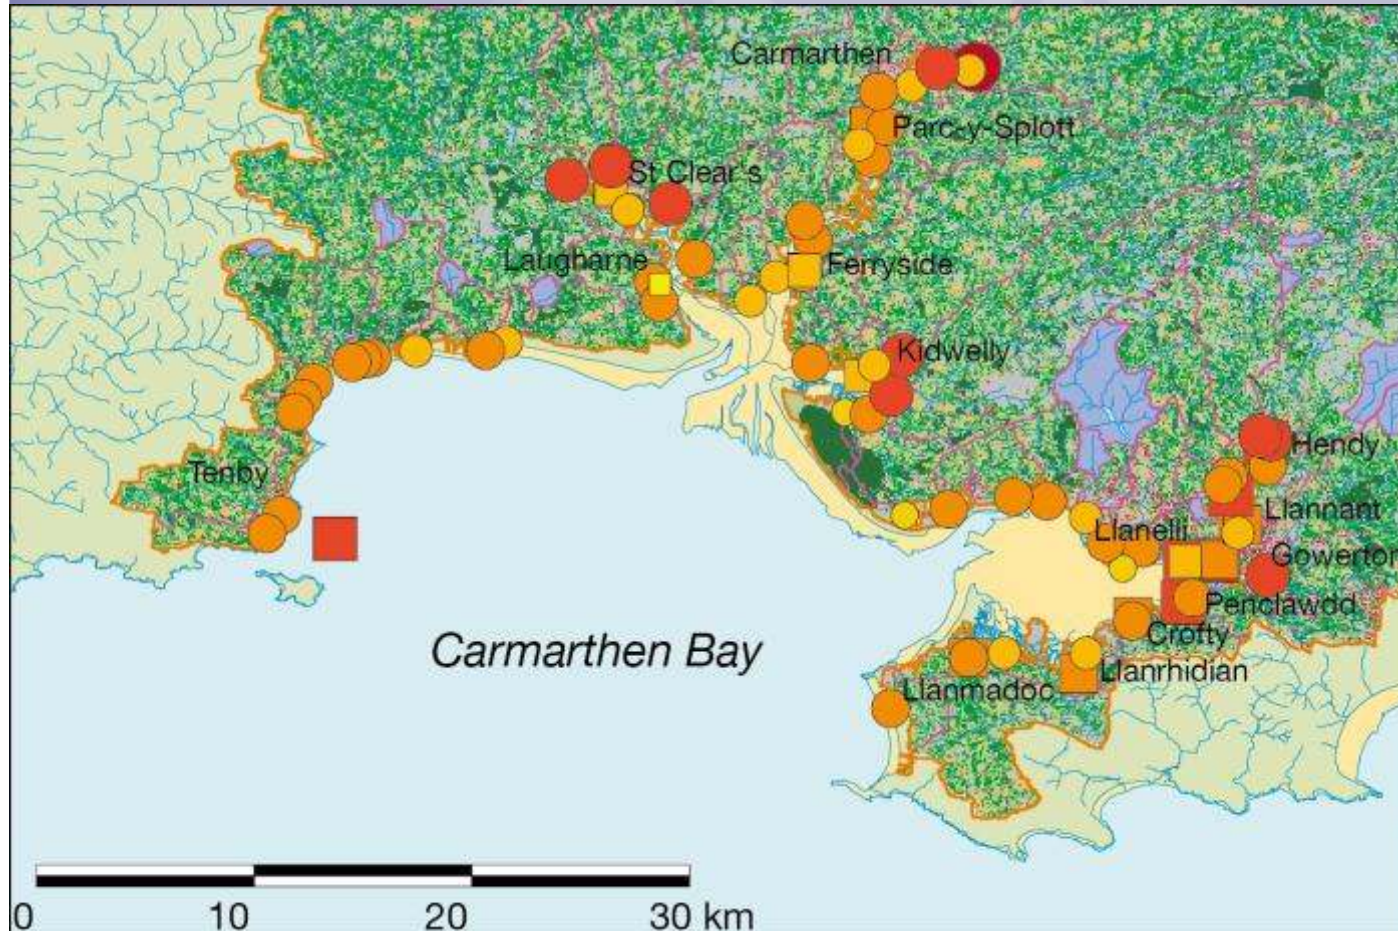 Carmarthen
Parc-y-Splott
St Clear's
Laugharne
Ferryside
Kidwelly
Hendy
Tenby
Llannant
Llanelli
Gowerton
Penclawdd
Crofty
Carmarthen Bay
Llanrhidian
Llanmadoc
0 10 20 30 km